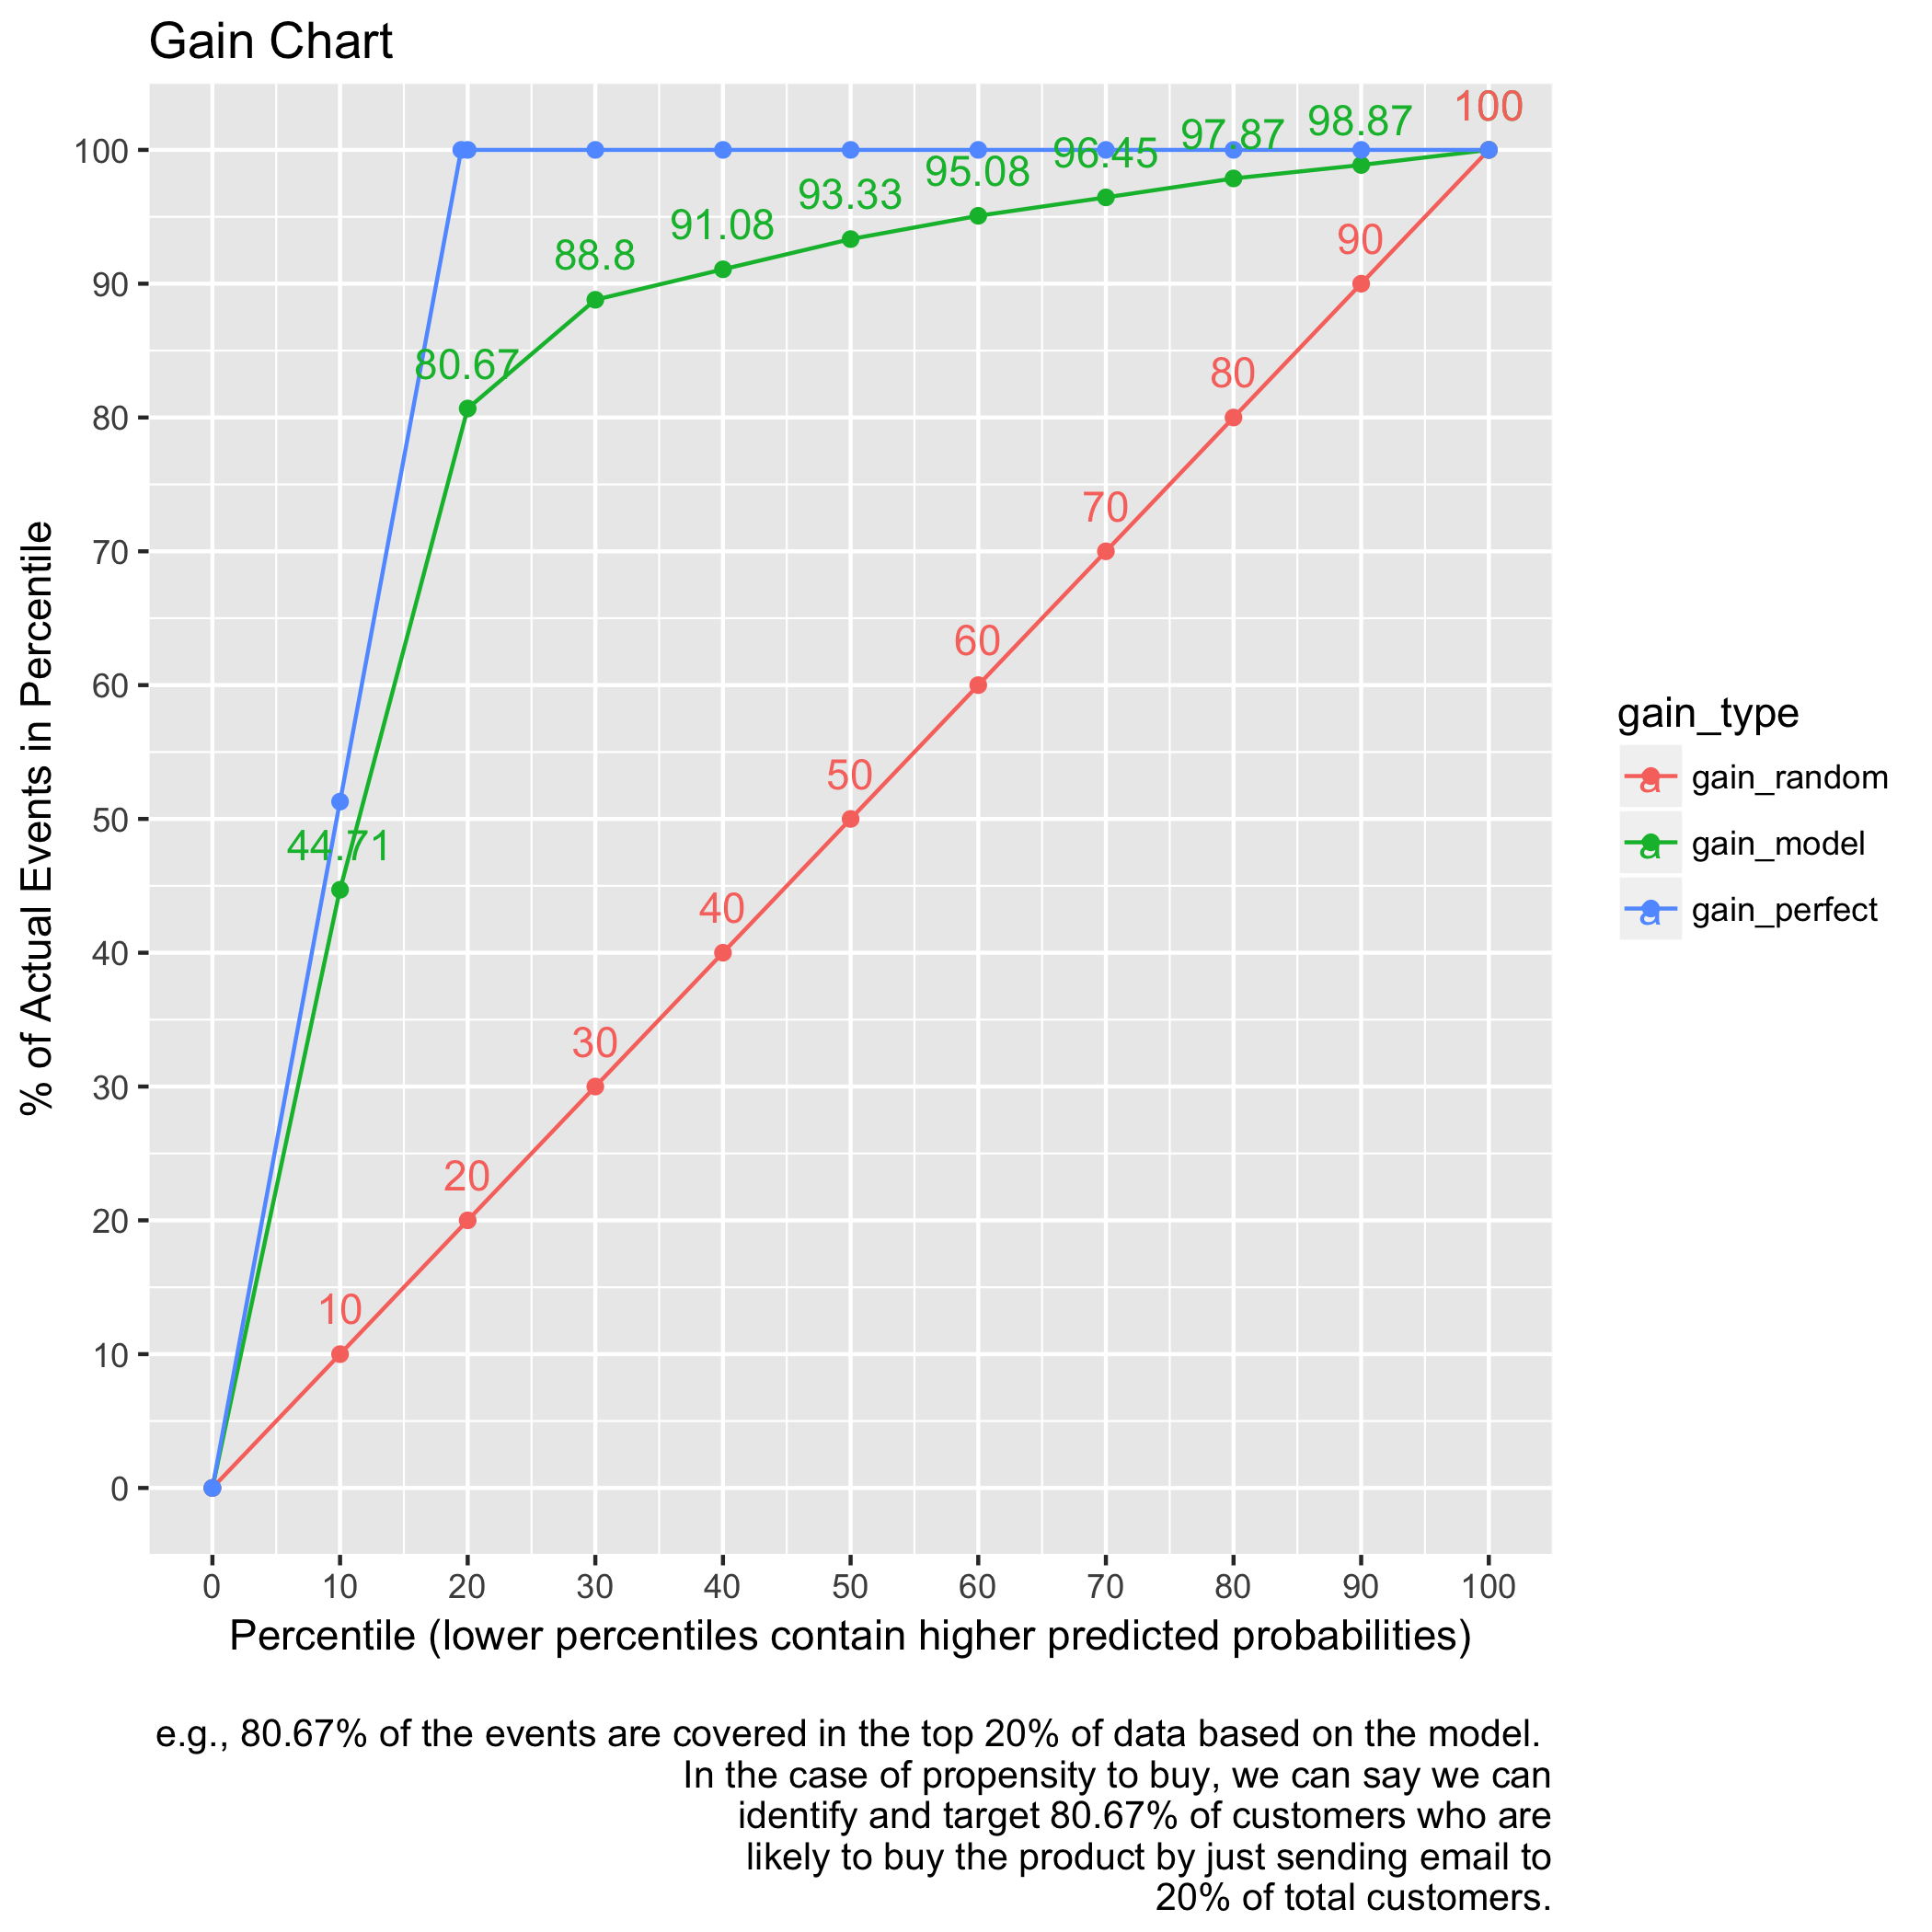 Gain Chart
% of Actual Events in Percentile
100
90
80
70
60
50
40
30
20
10
0
44.71
80.67
88.8
91.08
93.33
95.08
96.45
97.87
98.87
100
10
20
30
40
50
60
70
80
90
0 10 20 30 40 50 60 70 80 90 100
Percentile (lower percentiles contain higher predicted probabilities)
gain_type
a gain_random
a gain_model
a gain_perfect
e.g., 80.67% of the events are covered in the top 20% of data based on the model.
In the case of propensity to buy, we can say we can
identify and target 80.67% of customers who are
likely to buy the product by just sending email to
20% of total customers.